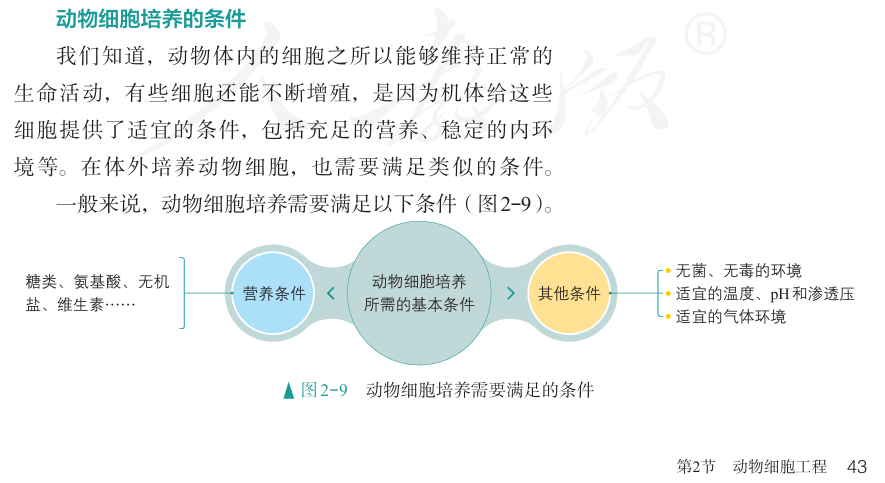 动物细胞培养的条件
我们知道，动物体内的细胞之所以能够维持正常的
生命活动，有些细胞还能不断增殖，是因为机体给这些
细胞提供了适宜的条件，包括充足的营养、稳定的内环
境等。在体外培养动物细胞，也需要满足类似的条件。
一般来说，动物细胞培养需要满足以下条件（图2-9）。
糖类、氨基酸、无机
盐、维生素……
营养条件
动物细胞培养
所需的基本条件
其他条件
无菌、无毒的环境
适宜的温度、pH和渗透压
适宜的气体环境
图2-9 动物细胞培养需要满足的条件
第2节 动物细胞工程 43
人教版®